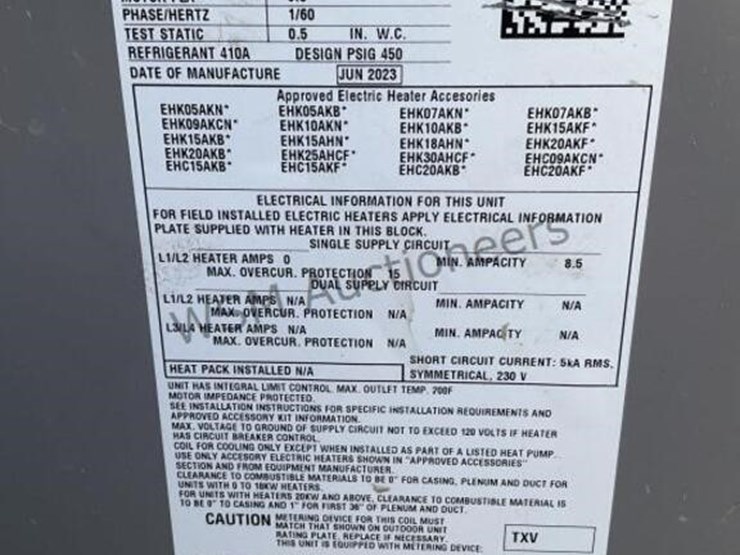 PHASE/HERTZ 1/60
TEST STATIC 0.5 IN. W.C.
REFRIGERANT 410A DESIGN PSIG 450
DATE OF MANUFACTURE JUN 2023
Approved Electric Heater Accesories
EHK05AKN* EHK05AKB* EHK07AKN* EHK07AKB*
EHK09AKCN* EHK10AKN* EHK10AKB* EHK15AKF*
EHK15AKB* EHK15AHN* EHK18AHN* EHK20AKF*
EHK20AKB* EHK25AHCF* EHK30AHCF* EHC09AKCN*
EHC15AKB* EHC15AKF* EHC20AKB* EHC20AKF*
ELECTRICAL INFORMATION FOR THIS UNIT
FOR FIELD INSTALLED ELECTRIC HEATERS APPLY ELECTRICAL INFORMATION
PLATE SUPPLIED WITH HEATER IN THIS BLOCK.
SINGLE SUPPLY CIRCUIT
L1/L2 HEATER AMPS 0 MIN. AMPACITY 8.5
MAX. OVERCUR. PROTECTION 15
DUAL SUPPLY CIRCUIT
L1/L2 HEATER AMPS N/A MIN. AMPACITY N/A
MAX. OVERCUR. PROTECTION N/A
L3/L4 HEATER AMPS N/A MIN. AMPACITY N/A
MAX. OVERCUR. PROTECTION N/A
SHORT CIRCUIT CURRENT: 5kA RMS,
HEAT PACK INSTALLED N/A SYMMETRICAL, 230 V
UNIT HAS INTEGRAL LIMIT CONTROL. MAX. OUTLET TEMP. 200F
MOTOR IMPEDANCE PROTECTED.
SEE INSTALLATION INSTRUCTIONS FOR SPECIFIC INSTALLATION REQUIREMENTS AND
APPROVED ACCESSORY KIT INFORMATION.
MAX. VOLTAGE TO GROUND OF SUPPLY CIRCUIT NOT TO EXCEED 120 VOLTS IF HEATER
HAS CIRCUIT BREAKER CONTROL.
COIL FOR COOLING ONLY EXCEPT WHEN INSTALLED AS PART OF A LISTED HEAT PUMP.
USE ONLY ACCESORY ELECTRIC HEATERS SHOWN IN "APPROVED ACCESSORIES"
SECTION AND FROM EQUIPMENT MANUFACTURER.
CLEARANCE TO COMBUSTIBLE MATERIALS TO BE 0" FOR CASING, PLENUM AND DUCT FOR
UNITS WITH 0 TO 18KW HEATERS.
FOR UNITS WITH HEATERS 20KW AND ABOVE, CLEARANCE TO COMBUSTIBLE MATERIAL IS
TO BE 0" TO CASING AND 1" FOR FIRST 36" OF PLENUM AND DUCT.
CAUTION METERING DEVICE FOR THIS COIL MUST
MATCH THAT SHOWN ON OUTDOOR UNIT
RATING PLATE, REPLACE IF NECESSARY.
THIS UNIT IS EQUIPPED WITH METERING DEVICE: TXV
WSM Auctioneers